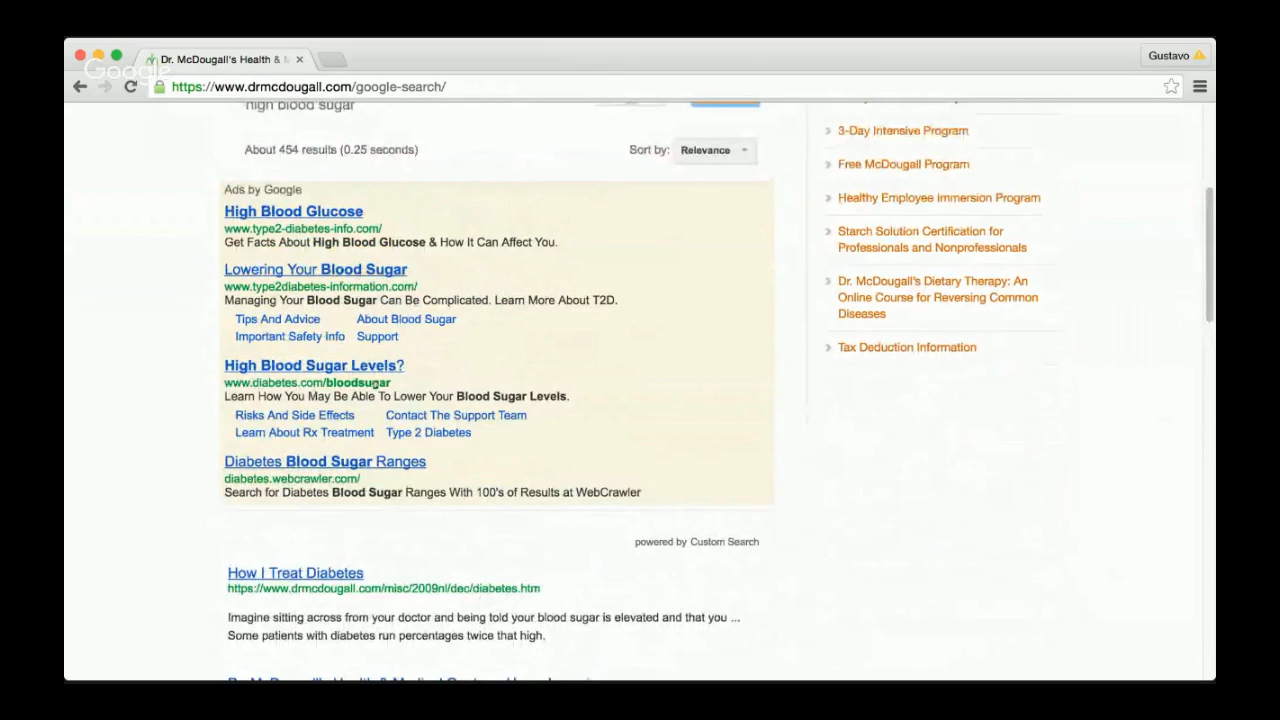 Dr. McDougall's Health &
Gustavo
Google
https://www.drmcdougall.com/google-search/
high blood sugar
About 454 results (0.25 seconds)
Sort by: Relevance
Ads by Google
High Blood Glucose
www.type2-diabetes-info.com/
Get Facts About High Blood Glucose & How It Can Affect You.
Lowering Your Blood Sugar
www.type2diabetes-information.com/
Managing Your Blood Sugar Can Be Complicated. Learn More About T2D.
Tips And Advice About Blood Sugar
Important Safety Info Support
High Blood Sugar Levels?
www.diabetes.com/bloodsugar
Learn How You May Be Able To Lower Your Blood Sugar Levels.
Risks And Side Effects Contact The Support Team
Learn About Rx Treatment Type 2 Diabetes
Diabetes Blood Sugar Ranges
diabetes.webcrawler.com/
Search for Diabetes Blood Sugar Ranges With 100's of Results at WebCrawler
powered by Custom Search
How I Treat Diabetes
https://www.drmcdougall.com/misc/2009nl/dec/diabetes.htm
Imagine sitting across from your doctor and being told your blood sugar is elevated and that you ...
Some patients with diabetes run percentages twice that high.
3-Day Intensive Program
Free McDougall Program
Healthy Employee Immersion Program
Starch Solution Certification for
Professionals and Nonprofessionals
Dr. McDougall's Dietary Therapy: An
Online Course for Reversing Common
Diseases
Tax Deduction Information